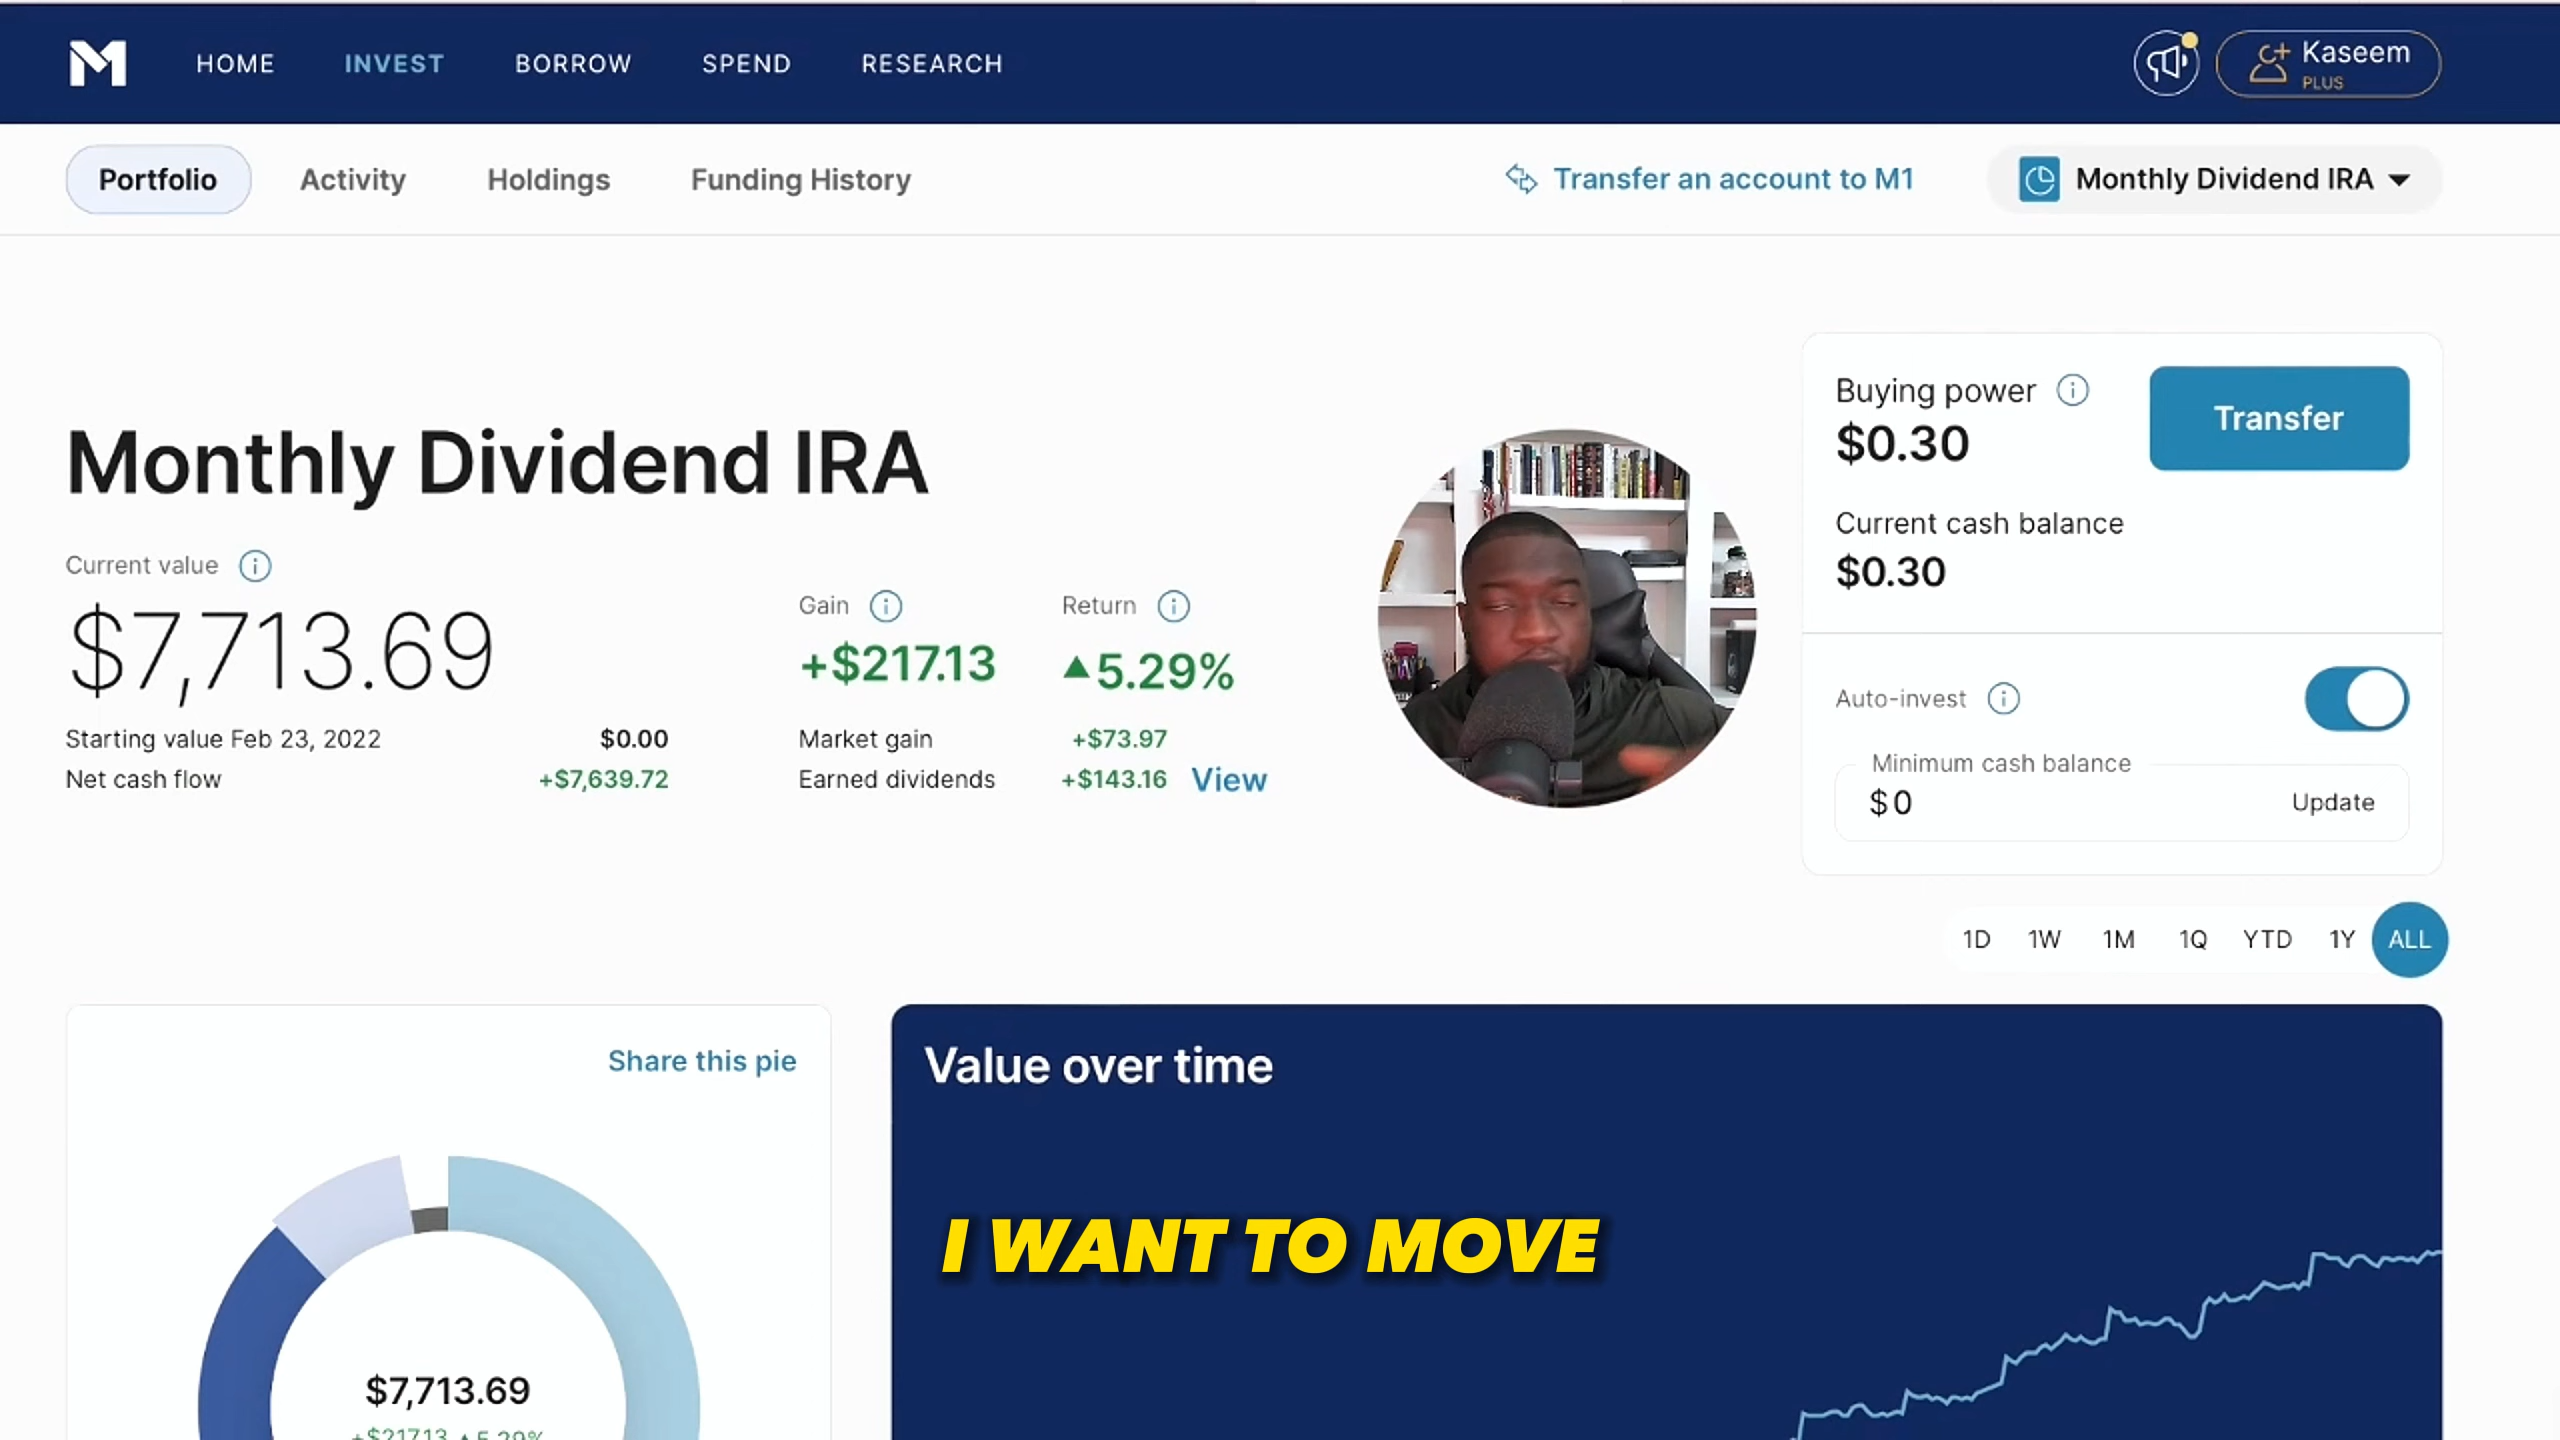 HOME INVEST BORROW SPEND RESEARCH
Kaseem
PLUS
Portfolio Activity Holdings Funding History
Transfer an account to M1
Monthly Dividend IRA
Monthly Dividend IRA
Current value
$7,713.69
Starting value Feb 23, 2022 $0.00
Net cash flow +$7,639.72
Gain
+$217.13
Return
▲5.29%
Market gain +$73.97
Earned dividends +$143.16 View
Buying power
$0.30
Transfer
Current cash balance
$0.30
Auto-invest
Minimum cash balance
$0
Update
1D 1W 1M 1Q YTD 1Y ALL
Share this pie
$7,713.69
+$217.13 ▲5.29%
Value over time
I WANT TO MOVE